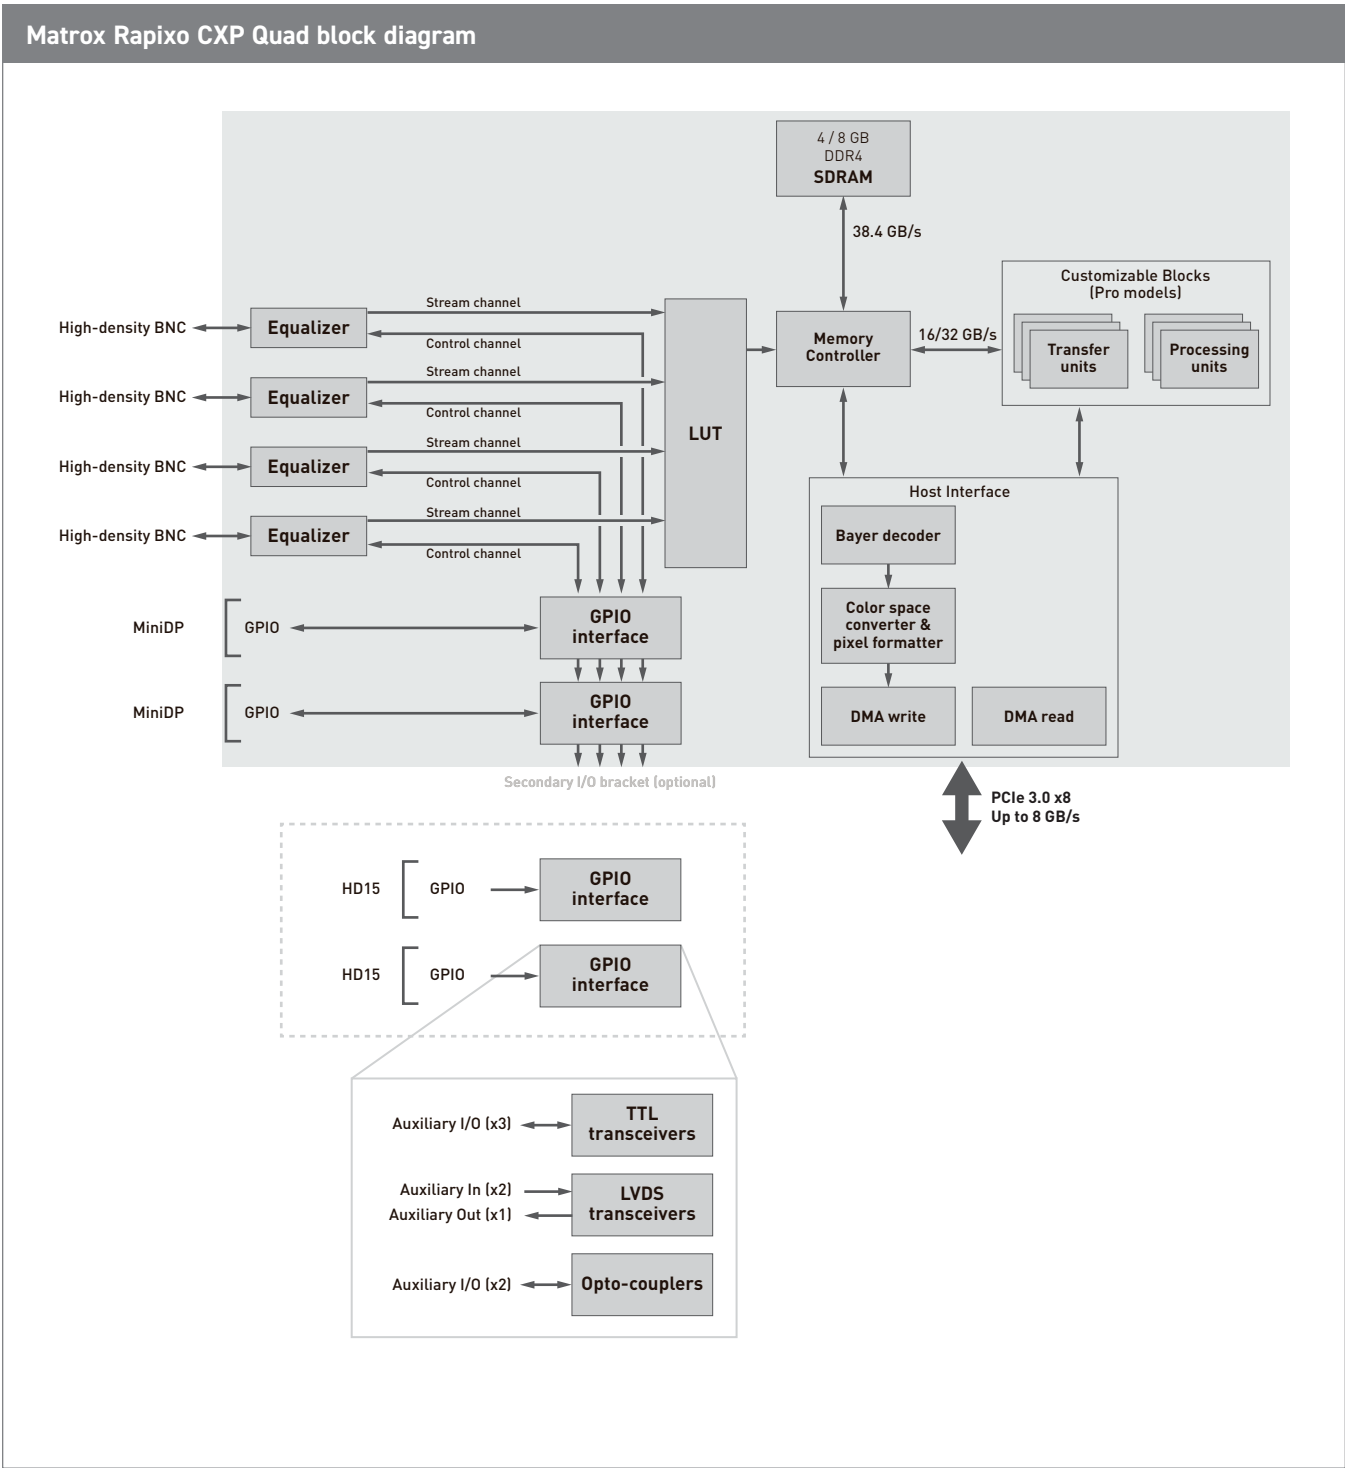 Matrox Rapixo CXP Quad block diagram
4 / 8 GB
DDR4
SDRAM
38.4 GB/s
Customizable Blocks
(Pro models)
Transfer
units
Processing
units
16/32 GB/s
Memory
Controller
High-density BNC
Equalizer
Stream channel
Control channel
High-density BNC
Equalizer
Stream channel
Control channel
High-density BNC
Equalizer
Stream channel
Control channel
High-density BNC
Equalizer
Stream channel
Control channel
LUT
Host Interface
Bayer decoder
Color space
converter &
pixel formatter
DMA write
DMA read
MiniDP
GPIO
GPIO
interface
MiniDP
GPIO
GPIO
interface
Secondary I/O bracket (optional)
PCIe 3.0 x8
Up to 8 GB/s
HD15
GPIO
GPIO
interface
HD15
GPIO
GPIO
interface
Auxiliary I/O (x3)
TTL
transceivers
Auxiliary In (x2)
Auxiliary Out (x1)
LVDS
transceivers
Auxiliary I/O (x2)
Opto-couplers